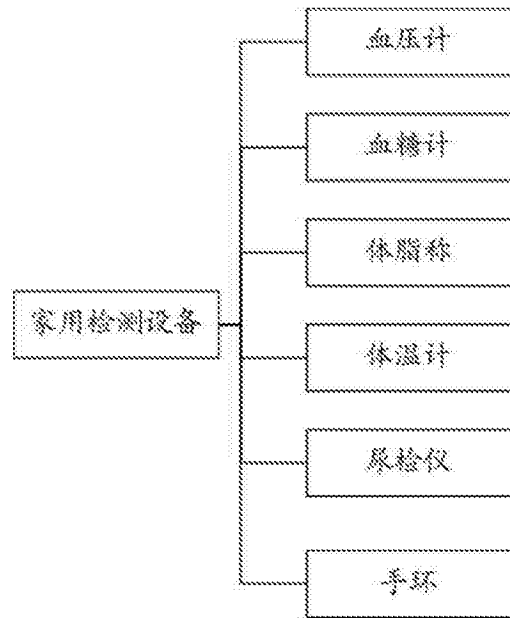 血压计
血糖计
体脂称
家用检测设备
体温计
尿检仪
手环